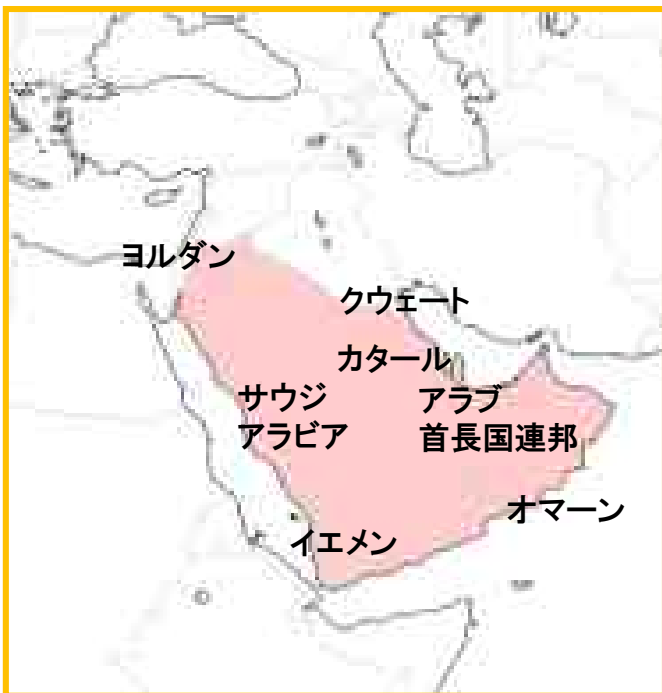 ヨルダン
クウェート
カタール
サウジ
アラビア
アラブ
首長国連邦
オマーン
イエメン